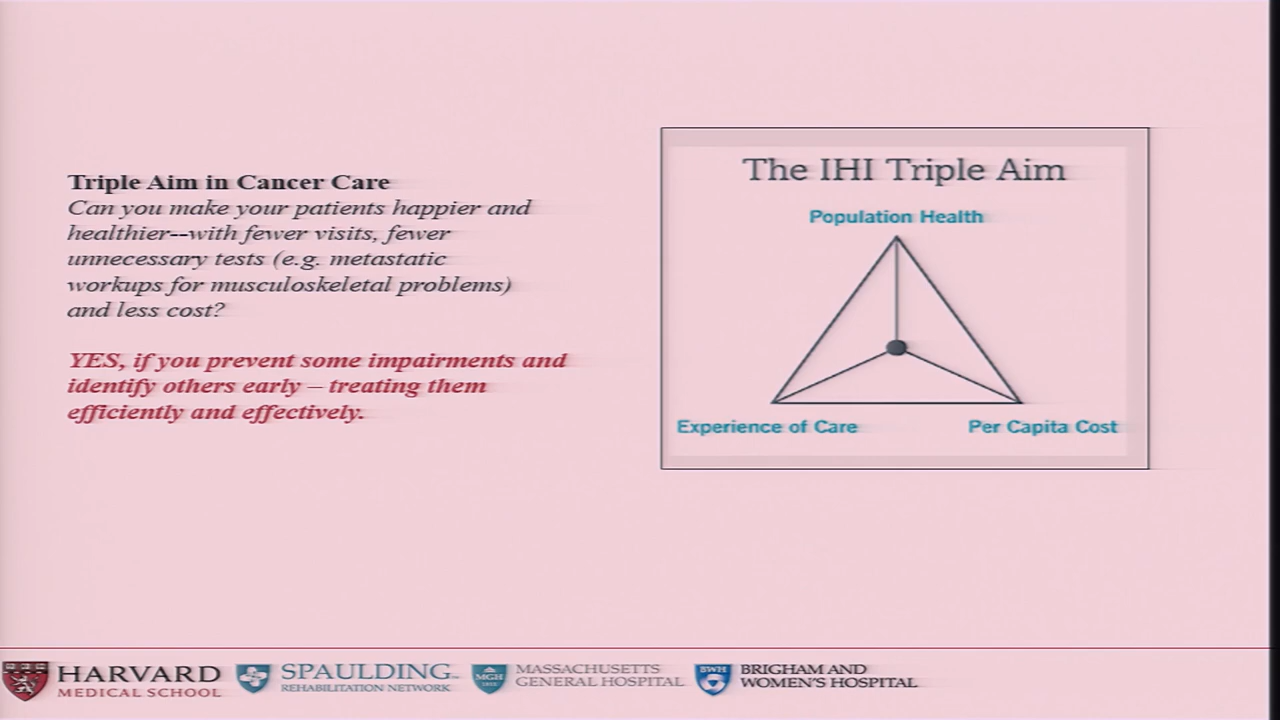 Triple Aim in Cancer Care
Can you make your patients happier and
healthier--with fewer visits, fewer
unnecessary tests (e.g. metastatic
workups for musculoskeletal problems)
and less cost?
YES, if you prevent some impairments and
identify others early – treating them
efficiently and effectively.
The IHI Triple Aim
Population Health
Experience of Care
Per Capita Cost
HARVARD
MEDICAL SCHOOL
SPAULDING
REHABILITATION NETWORK
MGH
1811
MASSACHUSETTS
GENERAL HOSPITAL
BWH
BRIGHAM AND
WOMEN'S HOSPITAL